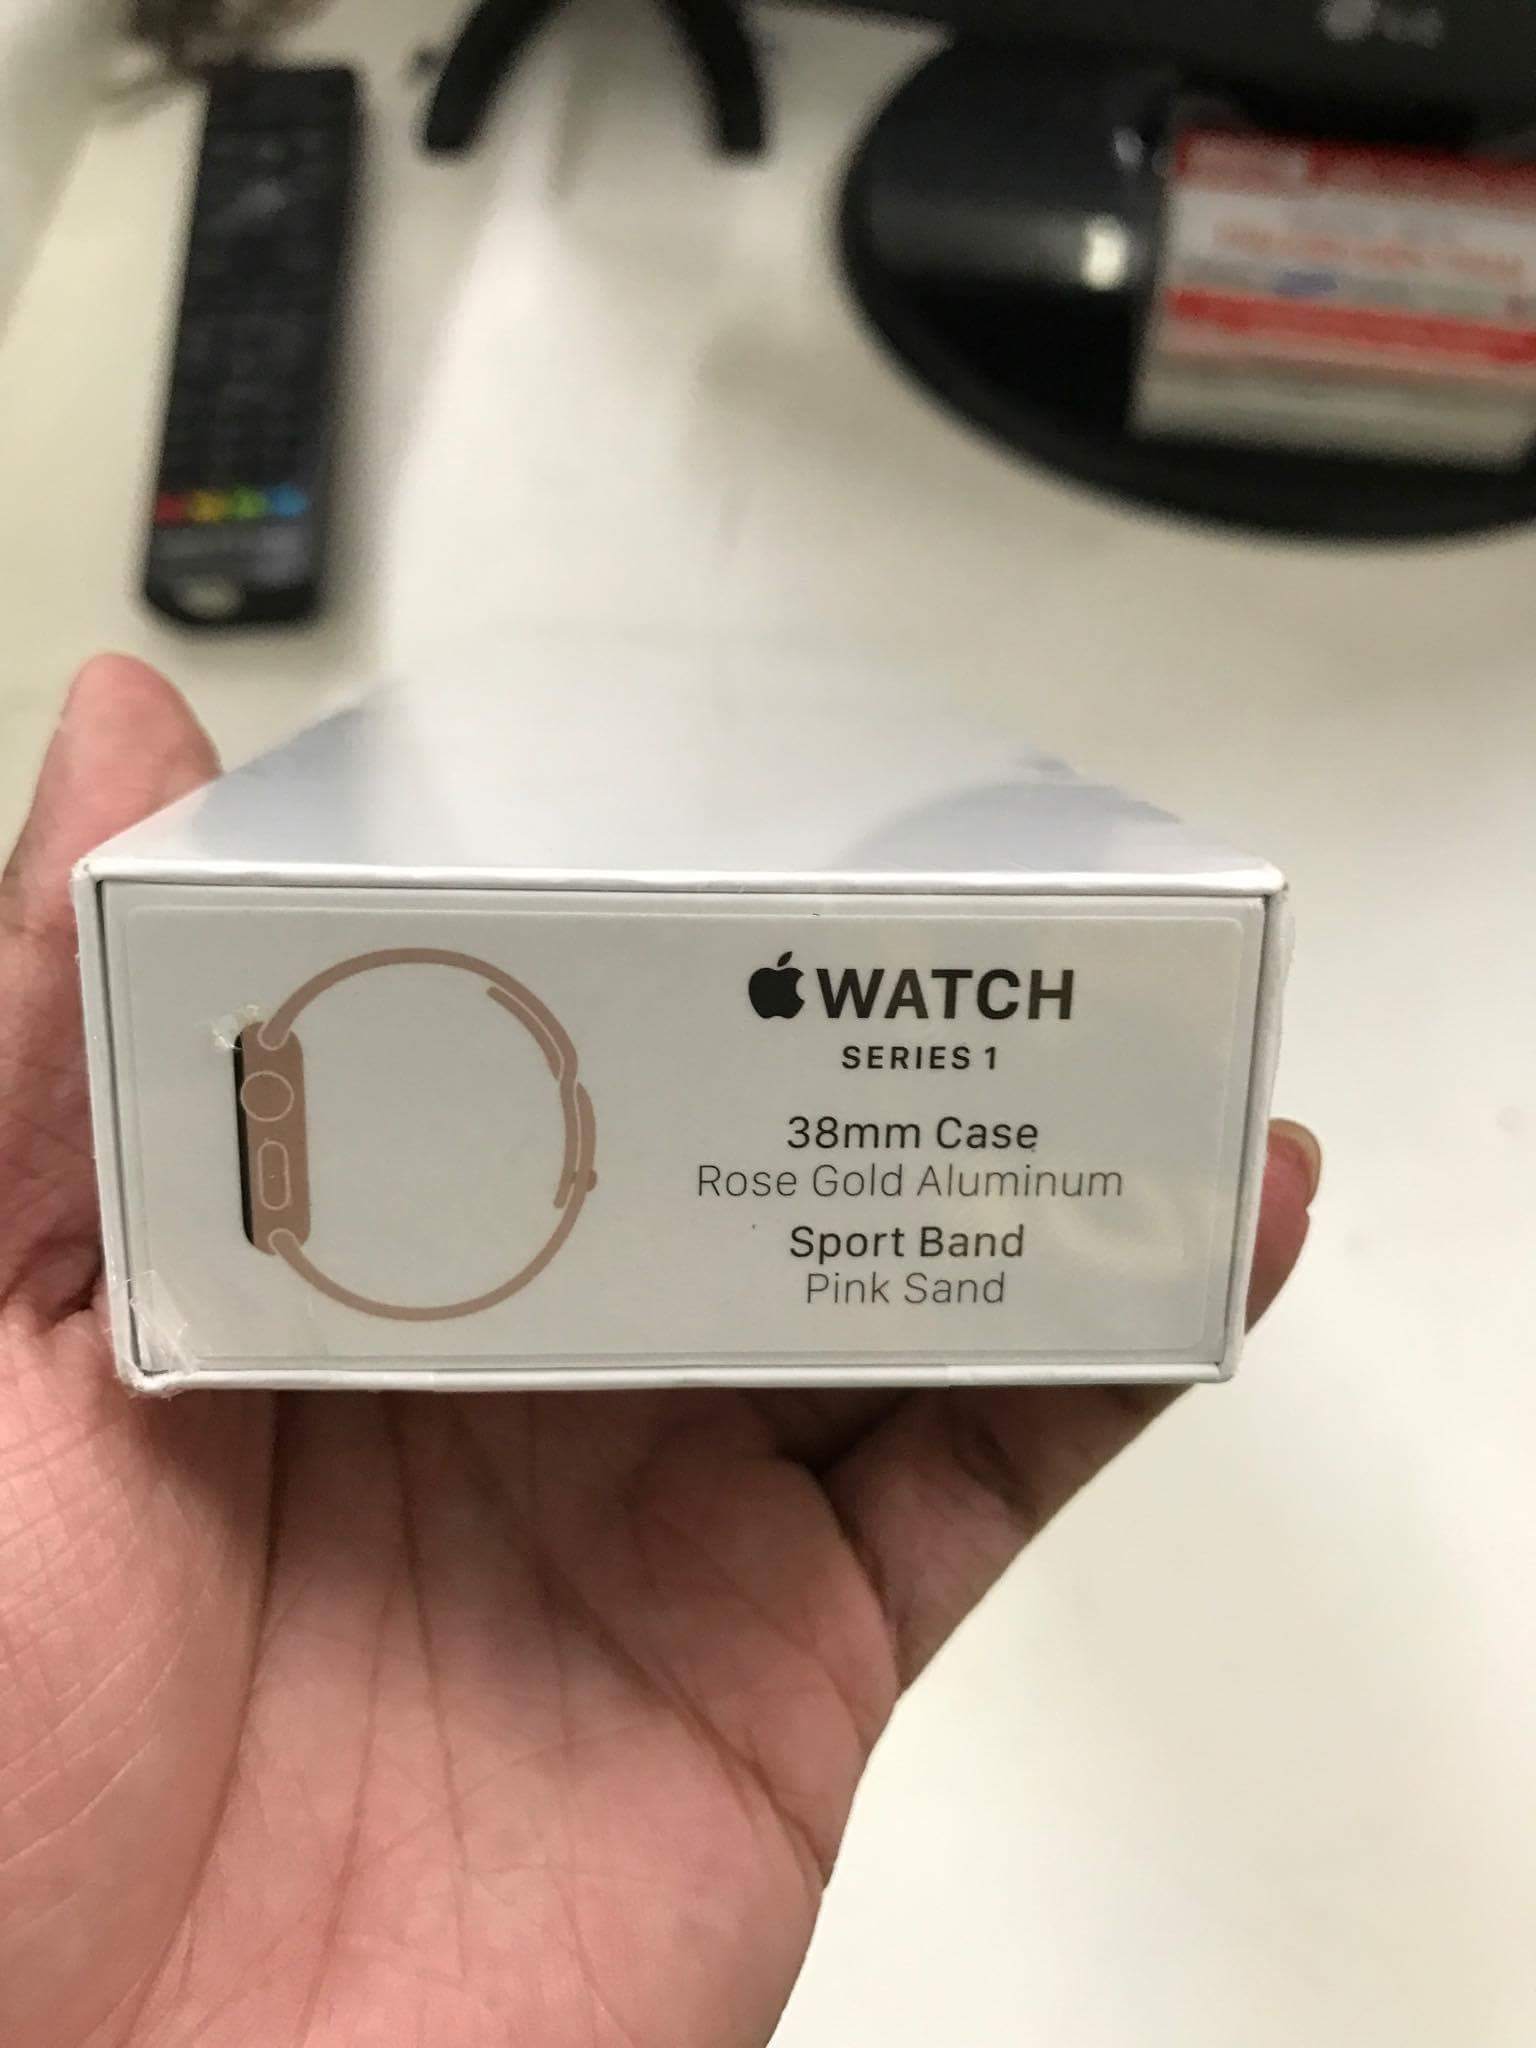 WATCH
SERIES 1
38mm Case
Rose Gold Aluminum
Sport Band
Pink Sand